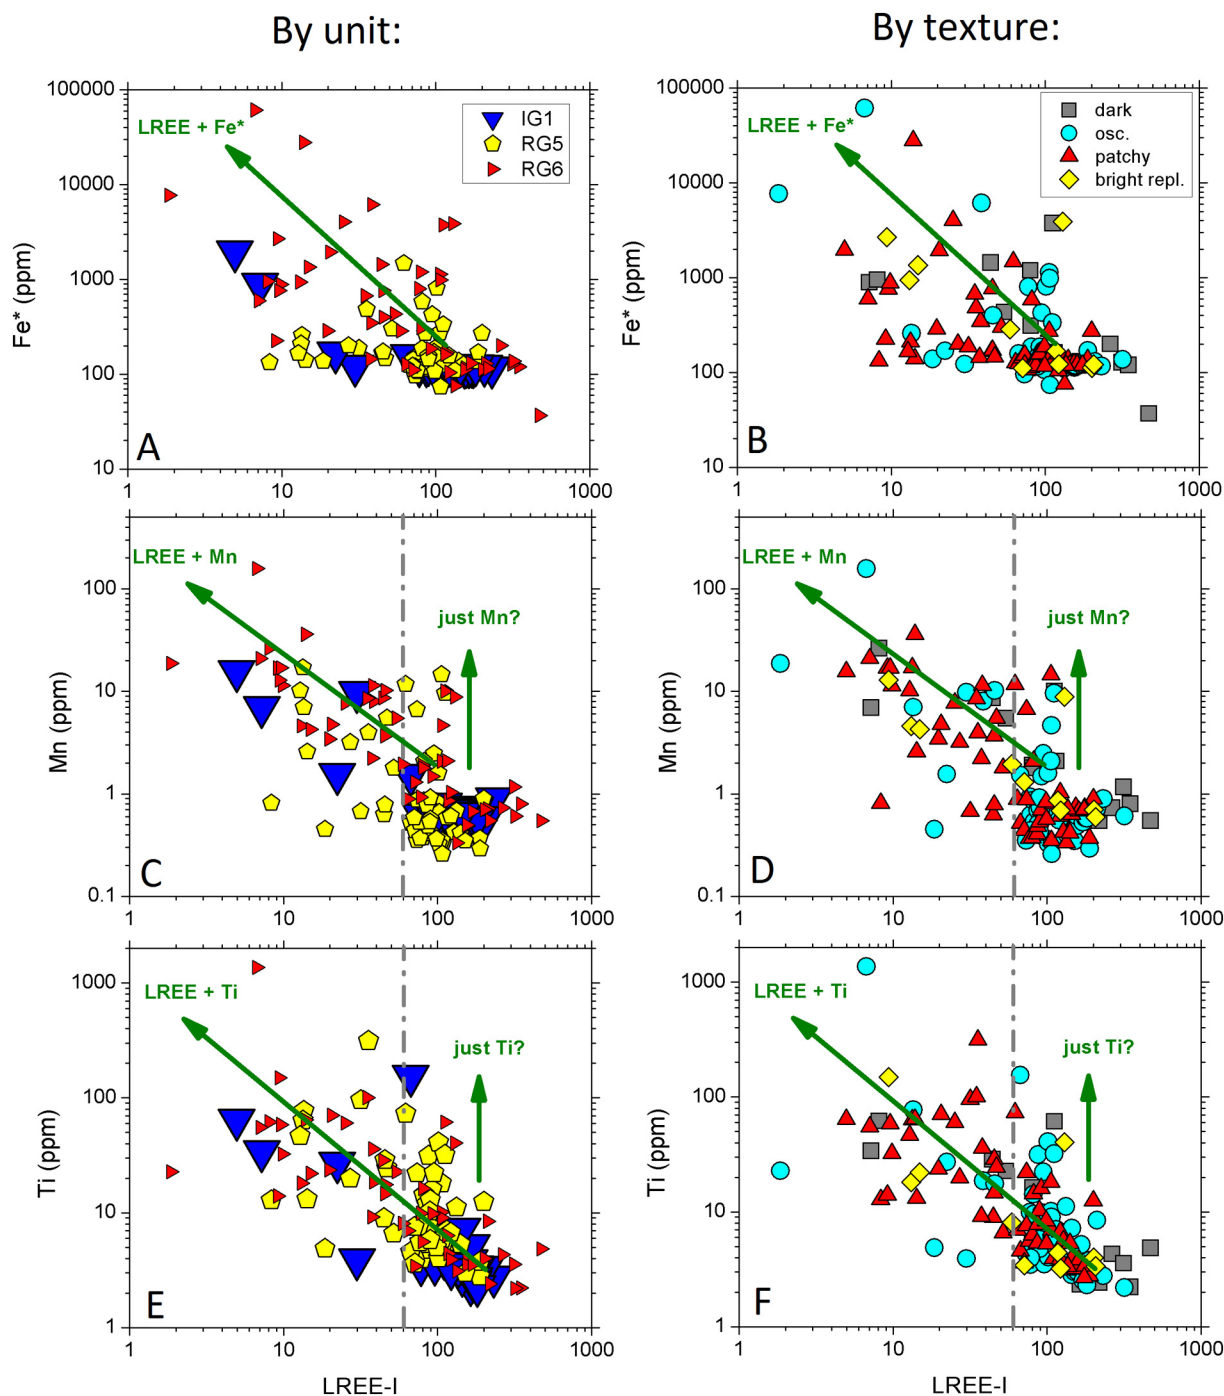 By unit:
By texture:
100000
10000
1000
100
10
1
10
100
1000
Fe* (ppm)
LREE + Fe*
IG1
RG5
RG6
A
100000
10000
1000
100
10
1
10
100
1000
Fe* (ppm)
LREE + Fe*
dark
osc.
patchy
bright repl.
B
100
10
1
0.1
1
10
100
1000
Mn (ppm)
LREE + Mn
just Mn?
C
100
10
1
0.1
1
10
100
1000
Mn (ppm)
LREE + Mn
just Mn?
D
1000
100
10
1
1
10
100
1000
Ti (ppm)
LREE + Ti
just Ti?
E
LREE-I
1000
100
10
1
1
10
100
1000
Ti (ppm)
LREE + Ti
just Ti?
F
LREE-I